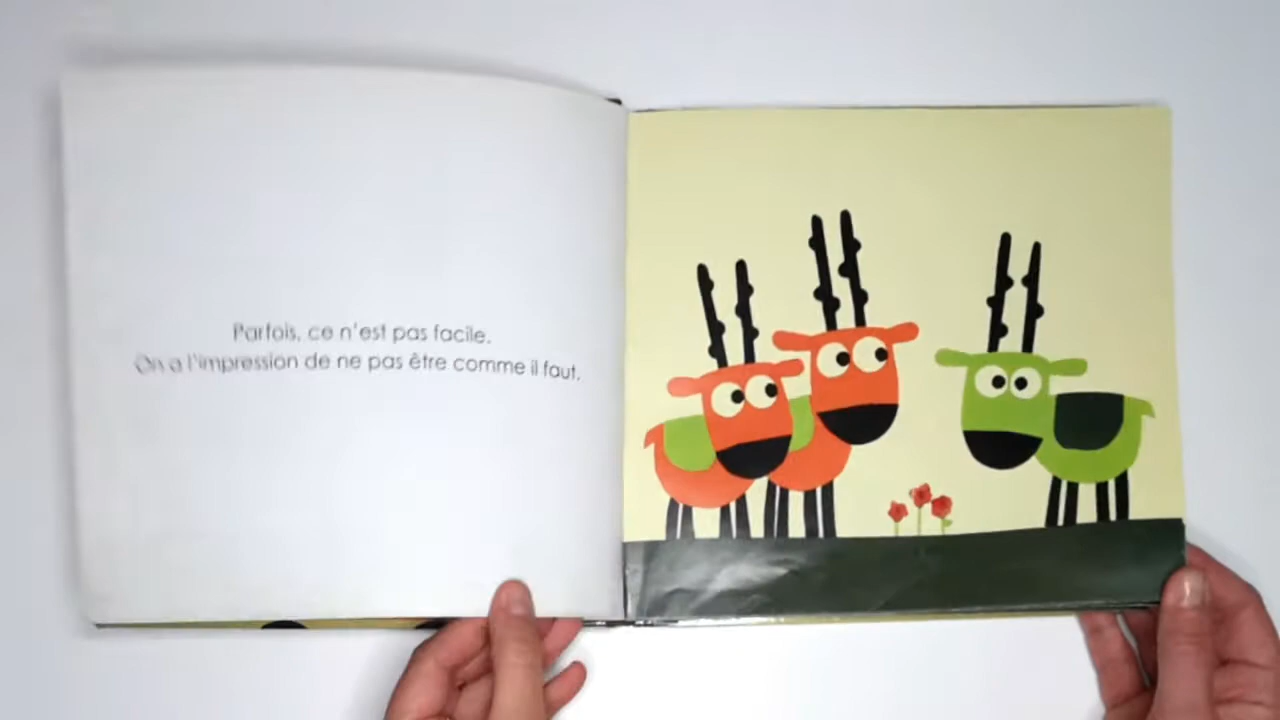 Parfois, ce n'est pas facile.
On a l'impression de ne pas être comme il faut.